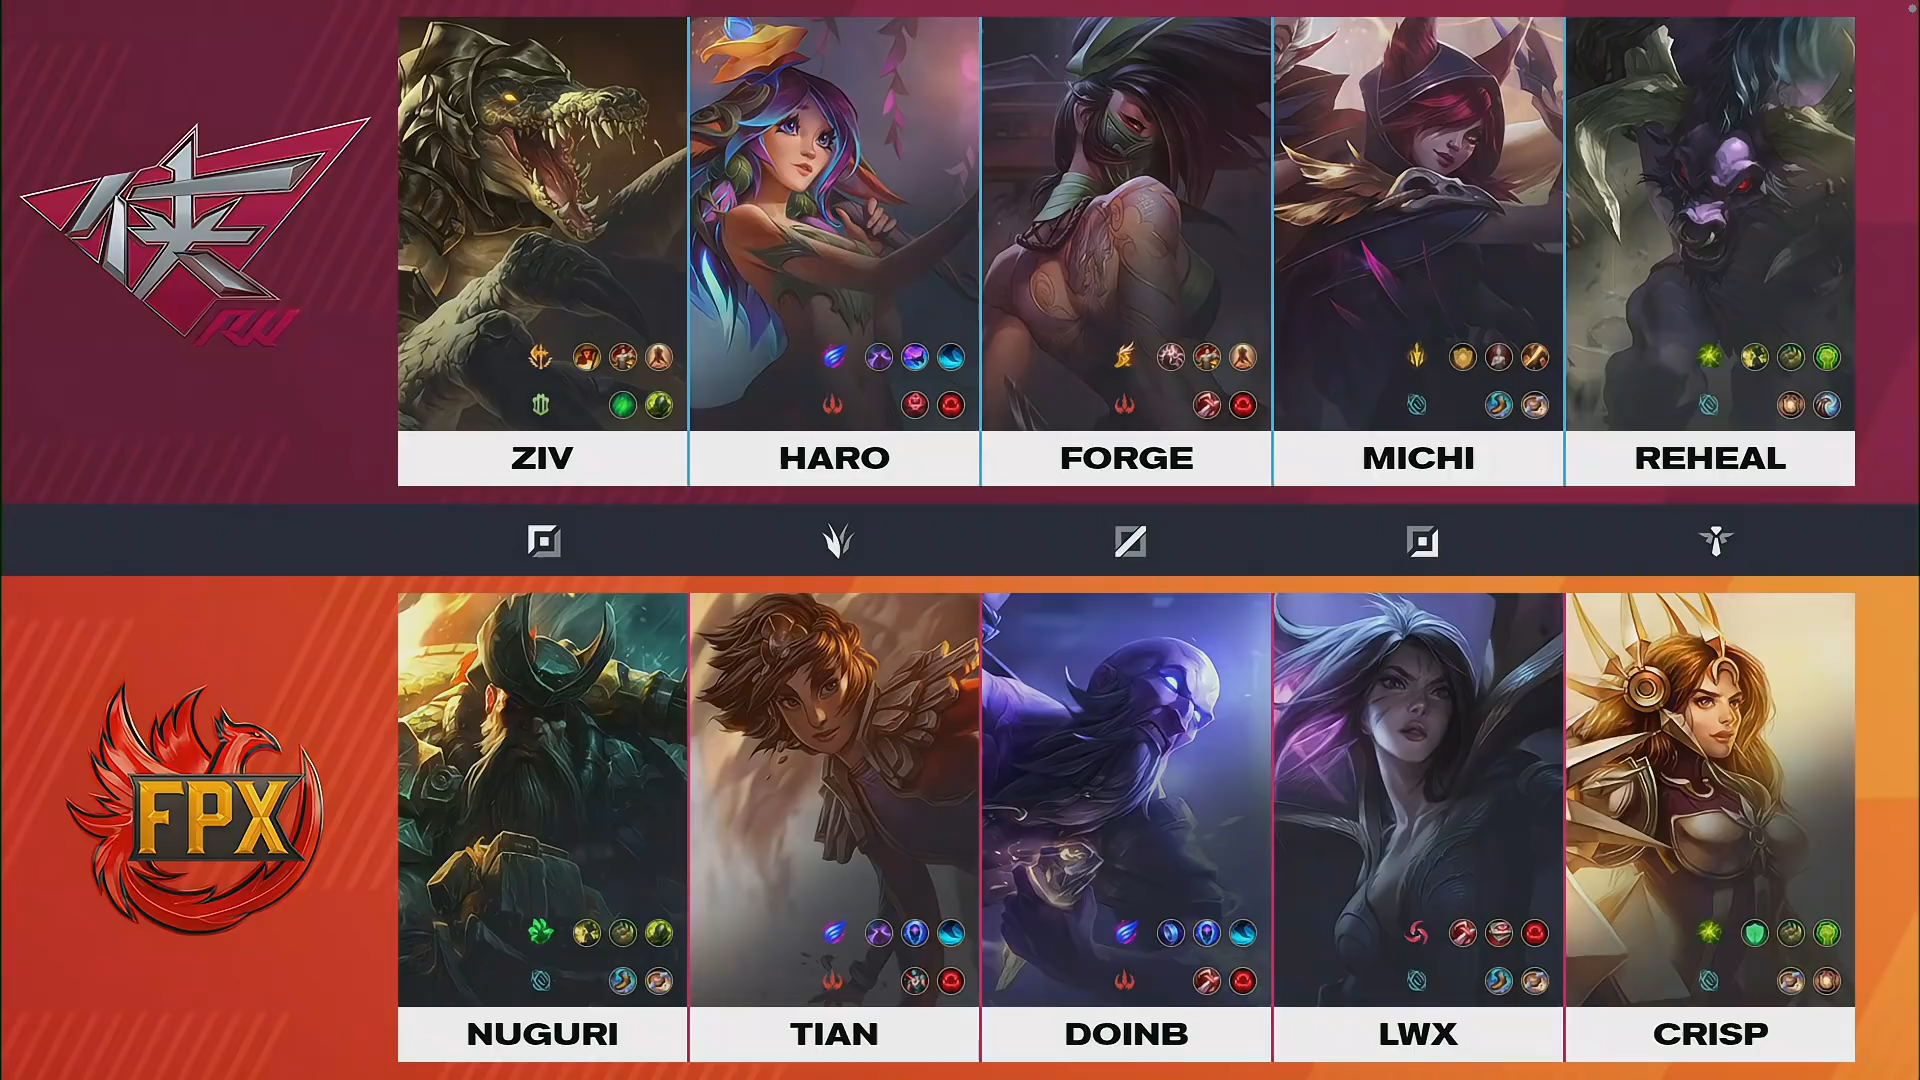 侠
RW
ZIV
HARO
FORGE
MICHI
REHEAL
FPX
NUGURI
TIAN
DOINB
LWX
CRISP